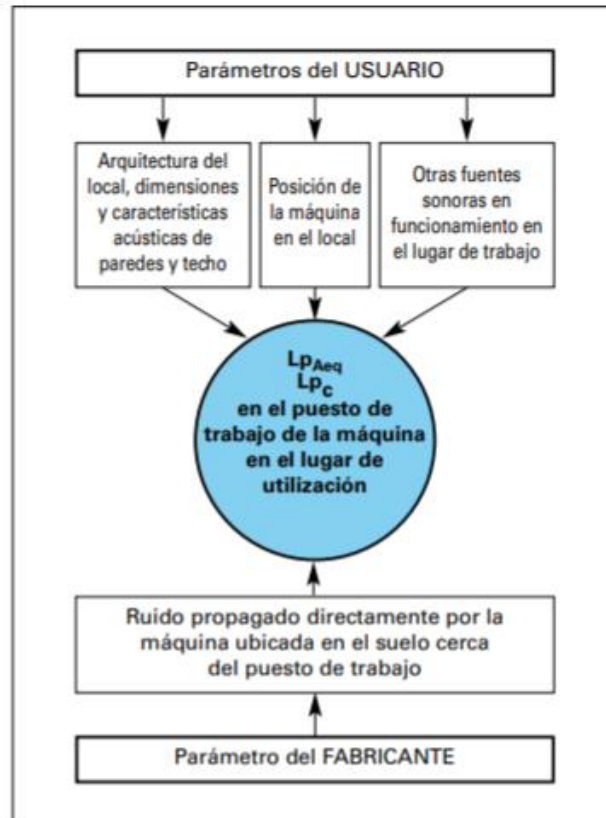 Parámetros del USUARIO
Arquitectura del
local, dimensiones
y características
acústicas de
paredes y techo
Posición de
la máquina
en el local
Otras fuentes
sonoras en
funcionamiento en
el lugar de trabajo
Lp_Aeq
Lp_c
en el puesto de
trabajo de la máquina
en el lugar de
utilización
Ruido propagado directamente por la
máquina ubicada en el suelo cerca
del puesto de trabajo
Parámetro del FABRICANTE